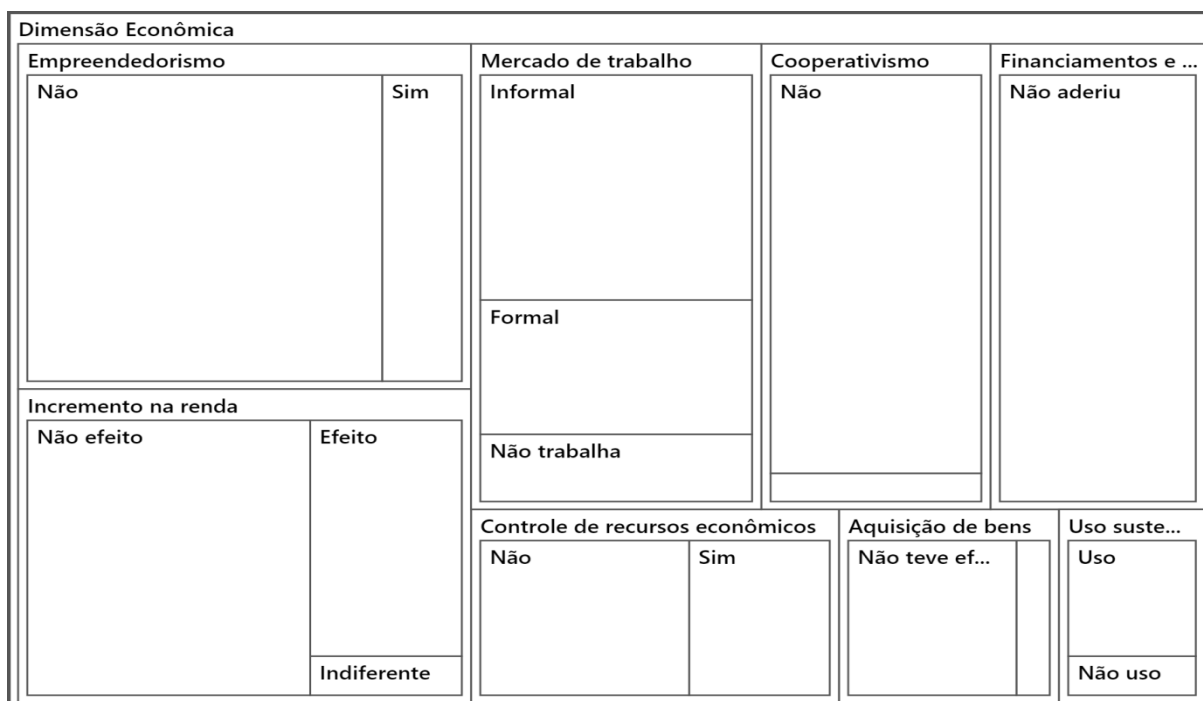 Dimensão Econômica
Empreendedorismo
Não
Sim
Mercado de trabalho
Informal
Formal
Não trabalha
Cooperativismo
Não
Financiamentos e ...
Não aderiu
Incremento na renda
Não efeito
Efeito
Indiferente
Controle de recursos econômicos
Não
Sim
Aquisição de bens
Não teve ef...
Uso suste...
Uso
Não uso